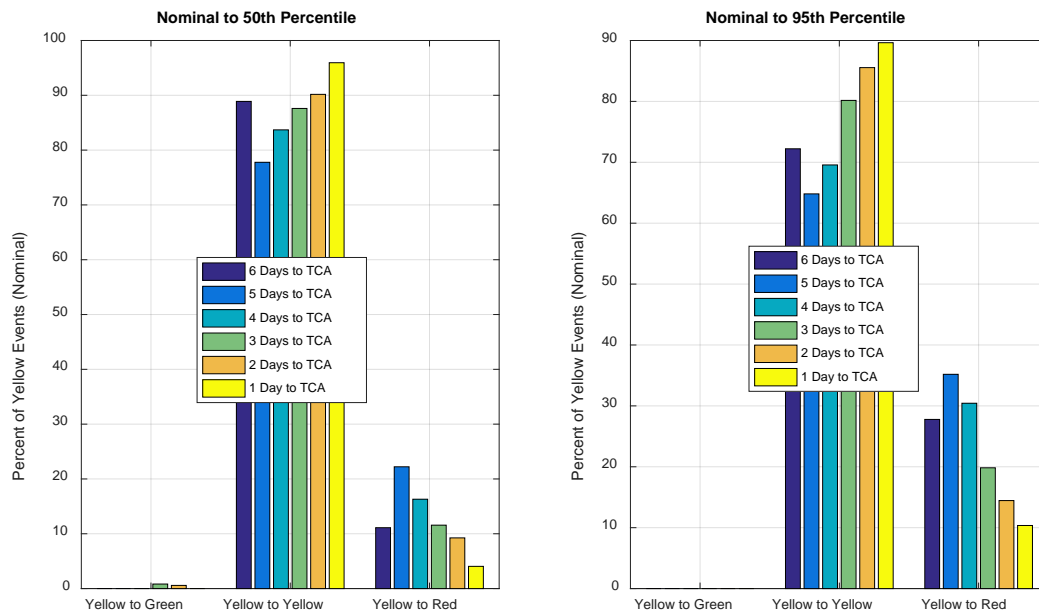 Nominal to 50th Percentile
Percent of Yellow Events (Nominal)
100
90
80
70
60
50
40
30
20
10
0
6 Days to TCA
5 Days to TCA
4 Days to TCA
3 Days to TCA
2 Days to TCA
1 Day to TCA
Yellow to Green
Yellow to Yellow
Yellow to Red
Nominal to 95th Percentile
Percent of Yellow Events (Nominal)
90
80
70
60
50
40
30
20
10
0
6 Days to TCA
5 Days to TCA
4 Days to TCA
3 Days to TCA
2 Days to TCA
1 Day to TCA
Yellow to Green
Yellow to Yellow
Yellow to Red